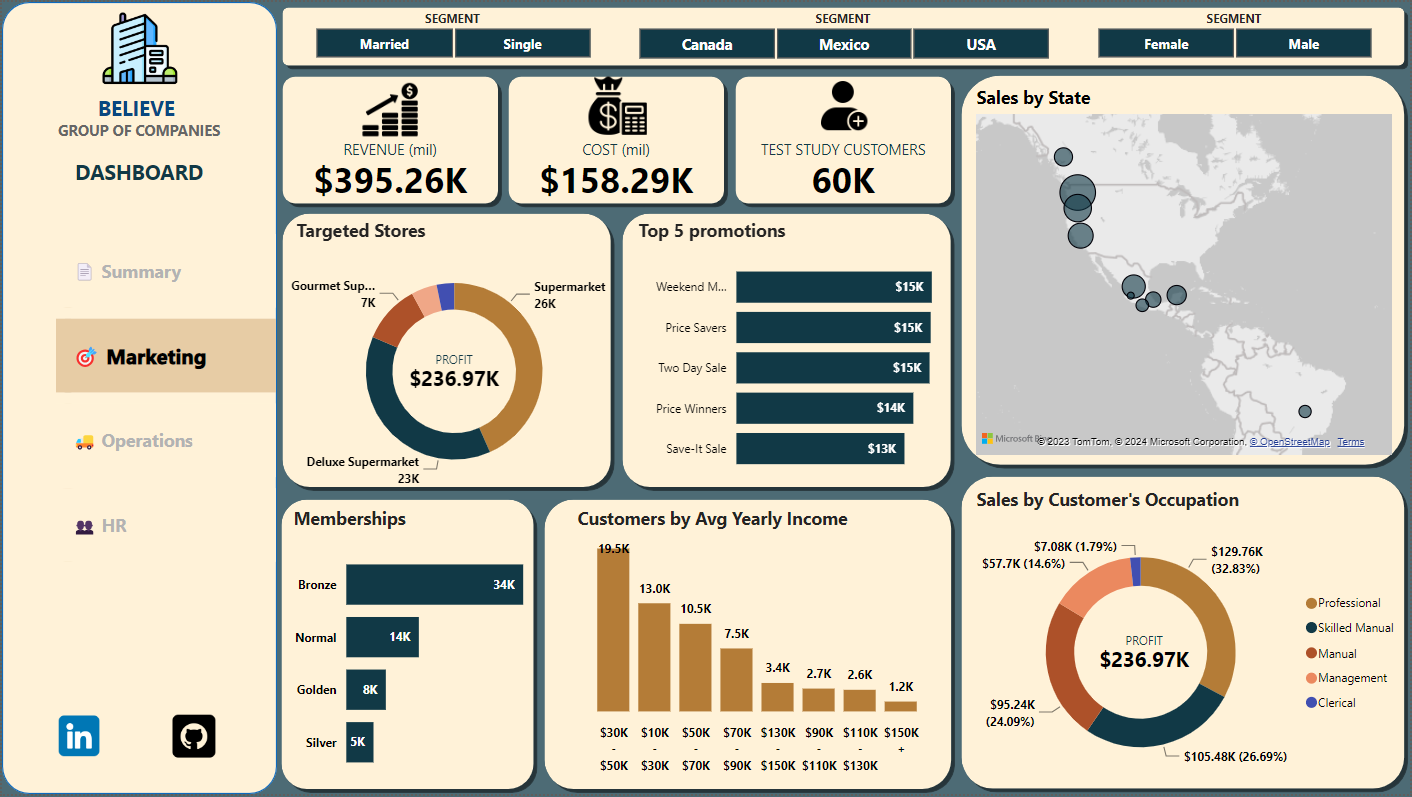 BELIEVE
GROUP OF COMPANIES
DASHBOARD
Summary
Marketing
Operations
HR
SEGMENT
Married
Single
SEGMENT
Canada
Mexico
USA
SEGMENT
Female
Male
REVENUE (mil)
$395.26K
COST (mil)
$158.29K
TEST STUDY CUSTOMERS
60K
Targeted Stores
Gourmet Sup...
7K
Supermarket
26K
PROFIT
$236.97K
Deluxe Supermarket
23K
Top 5 promotions
Weekend M...
$15K
Price Savers
$15K
Two Day Sale
$15K
Price Winners
$14K
Save-It Sale
$13K
Sales by State
Microsoft
© 2023 TomTom, © 2024 Microsoft Corporation, © OpenStreetMap Terms
Memberships
Bronze
34K
Normal
14K
Golden
8K
Silver
5K
Customers by Avg Yearly Income
19.5K
13.0K
10.5K
7.5K
3.4K
2.7K
2.6K
1.2K
$30K $10K $50K $70K $130K $90K $110K $150K
- - - - - - - +
$50K $30K $70K $90K $150K $110K $130K
Sales by Customer's Occupation
$7.08K (1.79%)
$57.7K (14.6%)
$129.76K
(32.83%)
PROFIT
$236.97K
$95.24K
(24.09%)
$105.48K (26.69%)
Professional
Skilled Manual
Manual
Management
Clerical
in